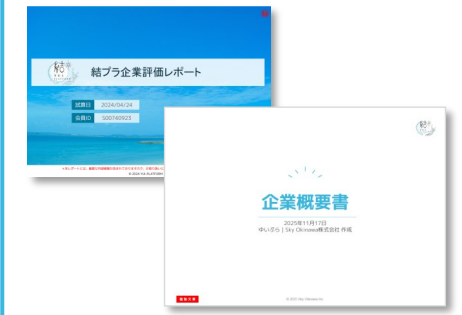 結
結プラ企業評価レポート
試算日 2024/04/24
会員ID S00740923
企業概要書
2025年11月17日
ゆいぷら | Sky Okinawa株式会社 作成